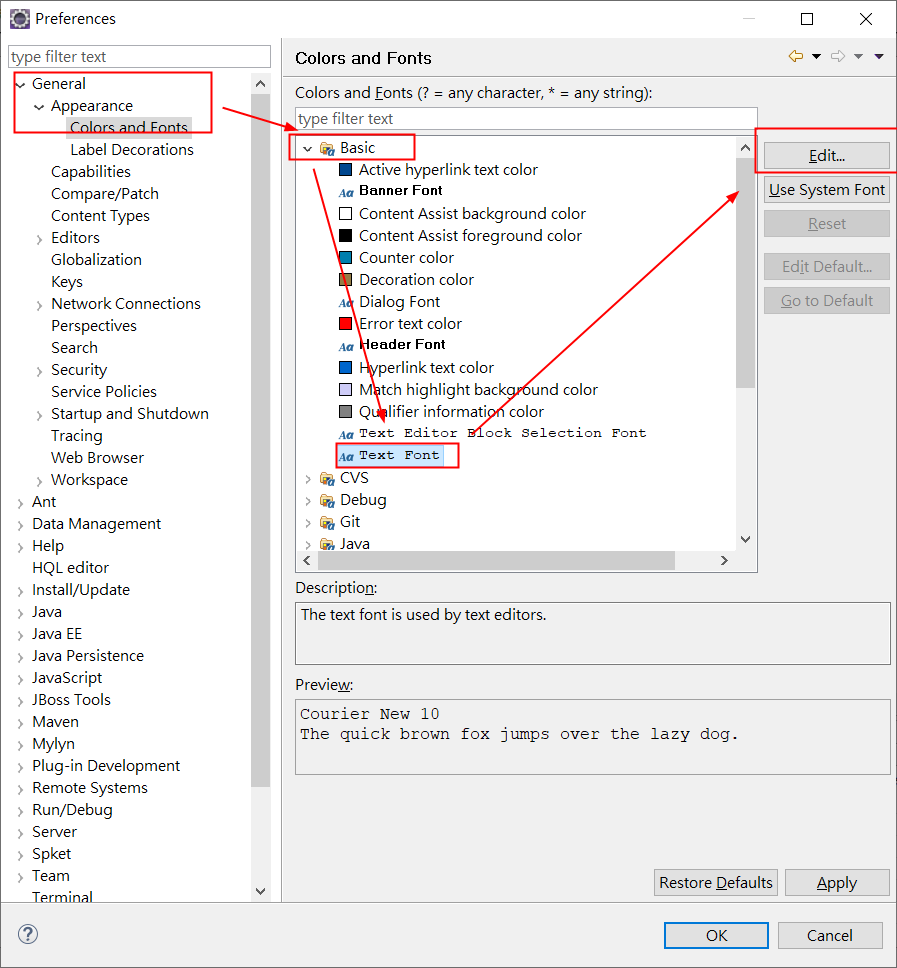 Preferences
type filter text
General
Appearance
Colors and Fonts
Label Decorations
Capabilities
Compare/Patch
Content Types
Editors
Globalization
Keys
Network Connections
Perspectives
Search
Security
Service Policies
Startup and Shutdown
Tracing
Web Browser
Workspace
Ant
Data Management
Help
HQL editor
Install/Update
Java
Java EE
Java Persistence
JavaScript
JBoss Tools
Maven
Mylyn
Plug-in Development
Remote Systems
Run/Debug
Server
Spket
Team
Terminal
Colors and Fonts
Colors and Fonts (? = any character, * = any string):
type filter text
Basic
Active hyperlink text color
Aa Banner Font
Content Assist background color
Content Assist foreground color
Counter color
Decoration color
Aa Dialog Font
Error text color
Aa Header Font
Hyperlink text color
Match highlight background color
Qualifier information color
Aa Text Editor Block Selection Font
Aa Text Font
CVS
Debug
Git
Java
Edit...
Use System Font
Reset
Edit Default...
Go to Default
Description:
The text font is used by text editors.
Preview:
Courier New 10
The quick brown fox jumps over the lazy dog.
Restore Defaults
Apply
?
OK
Cancel